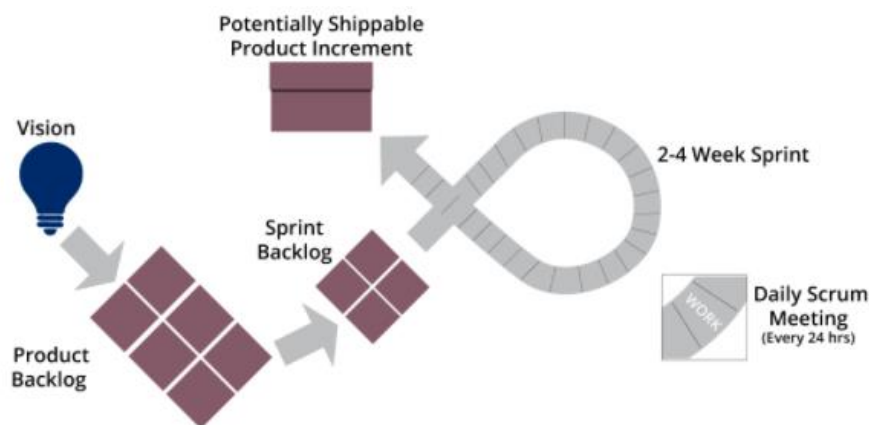 Potentially Shippable
Product Increment
Vision
2-4 Week Sprint
Sprint
Backlog
WORK
Daily Scrum
Meeting
(Every 24 hrs)
Product
Backlog